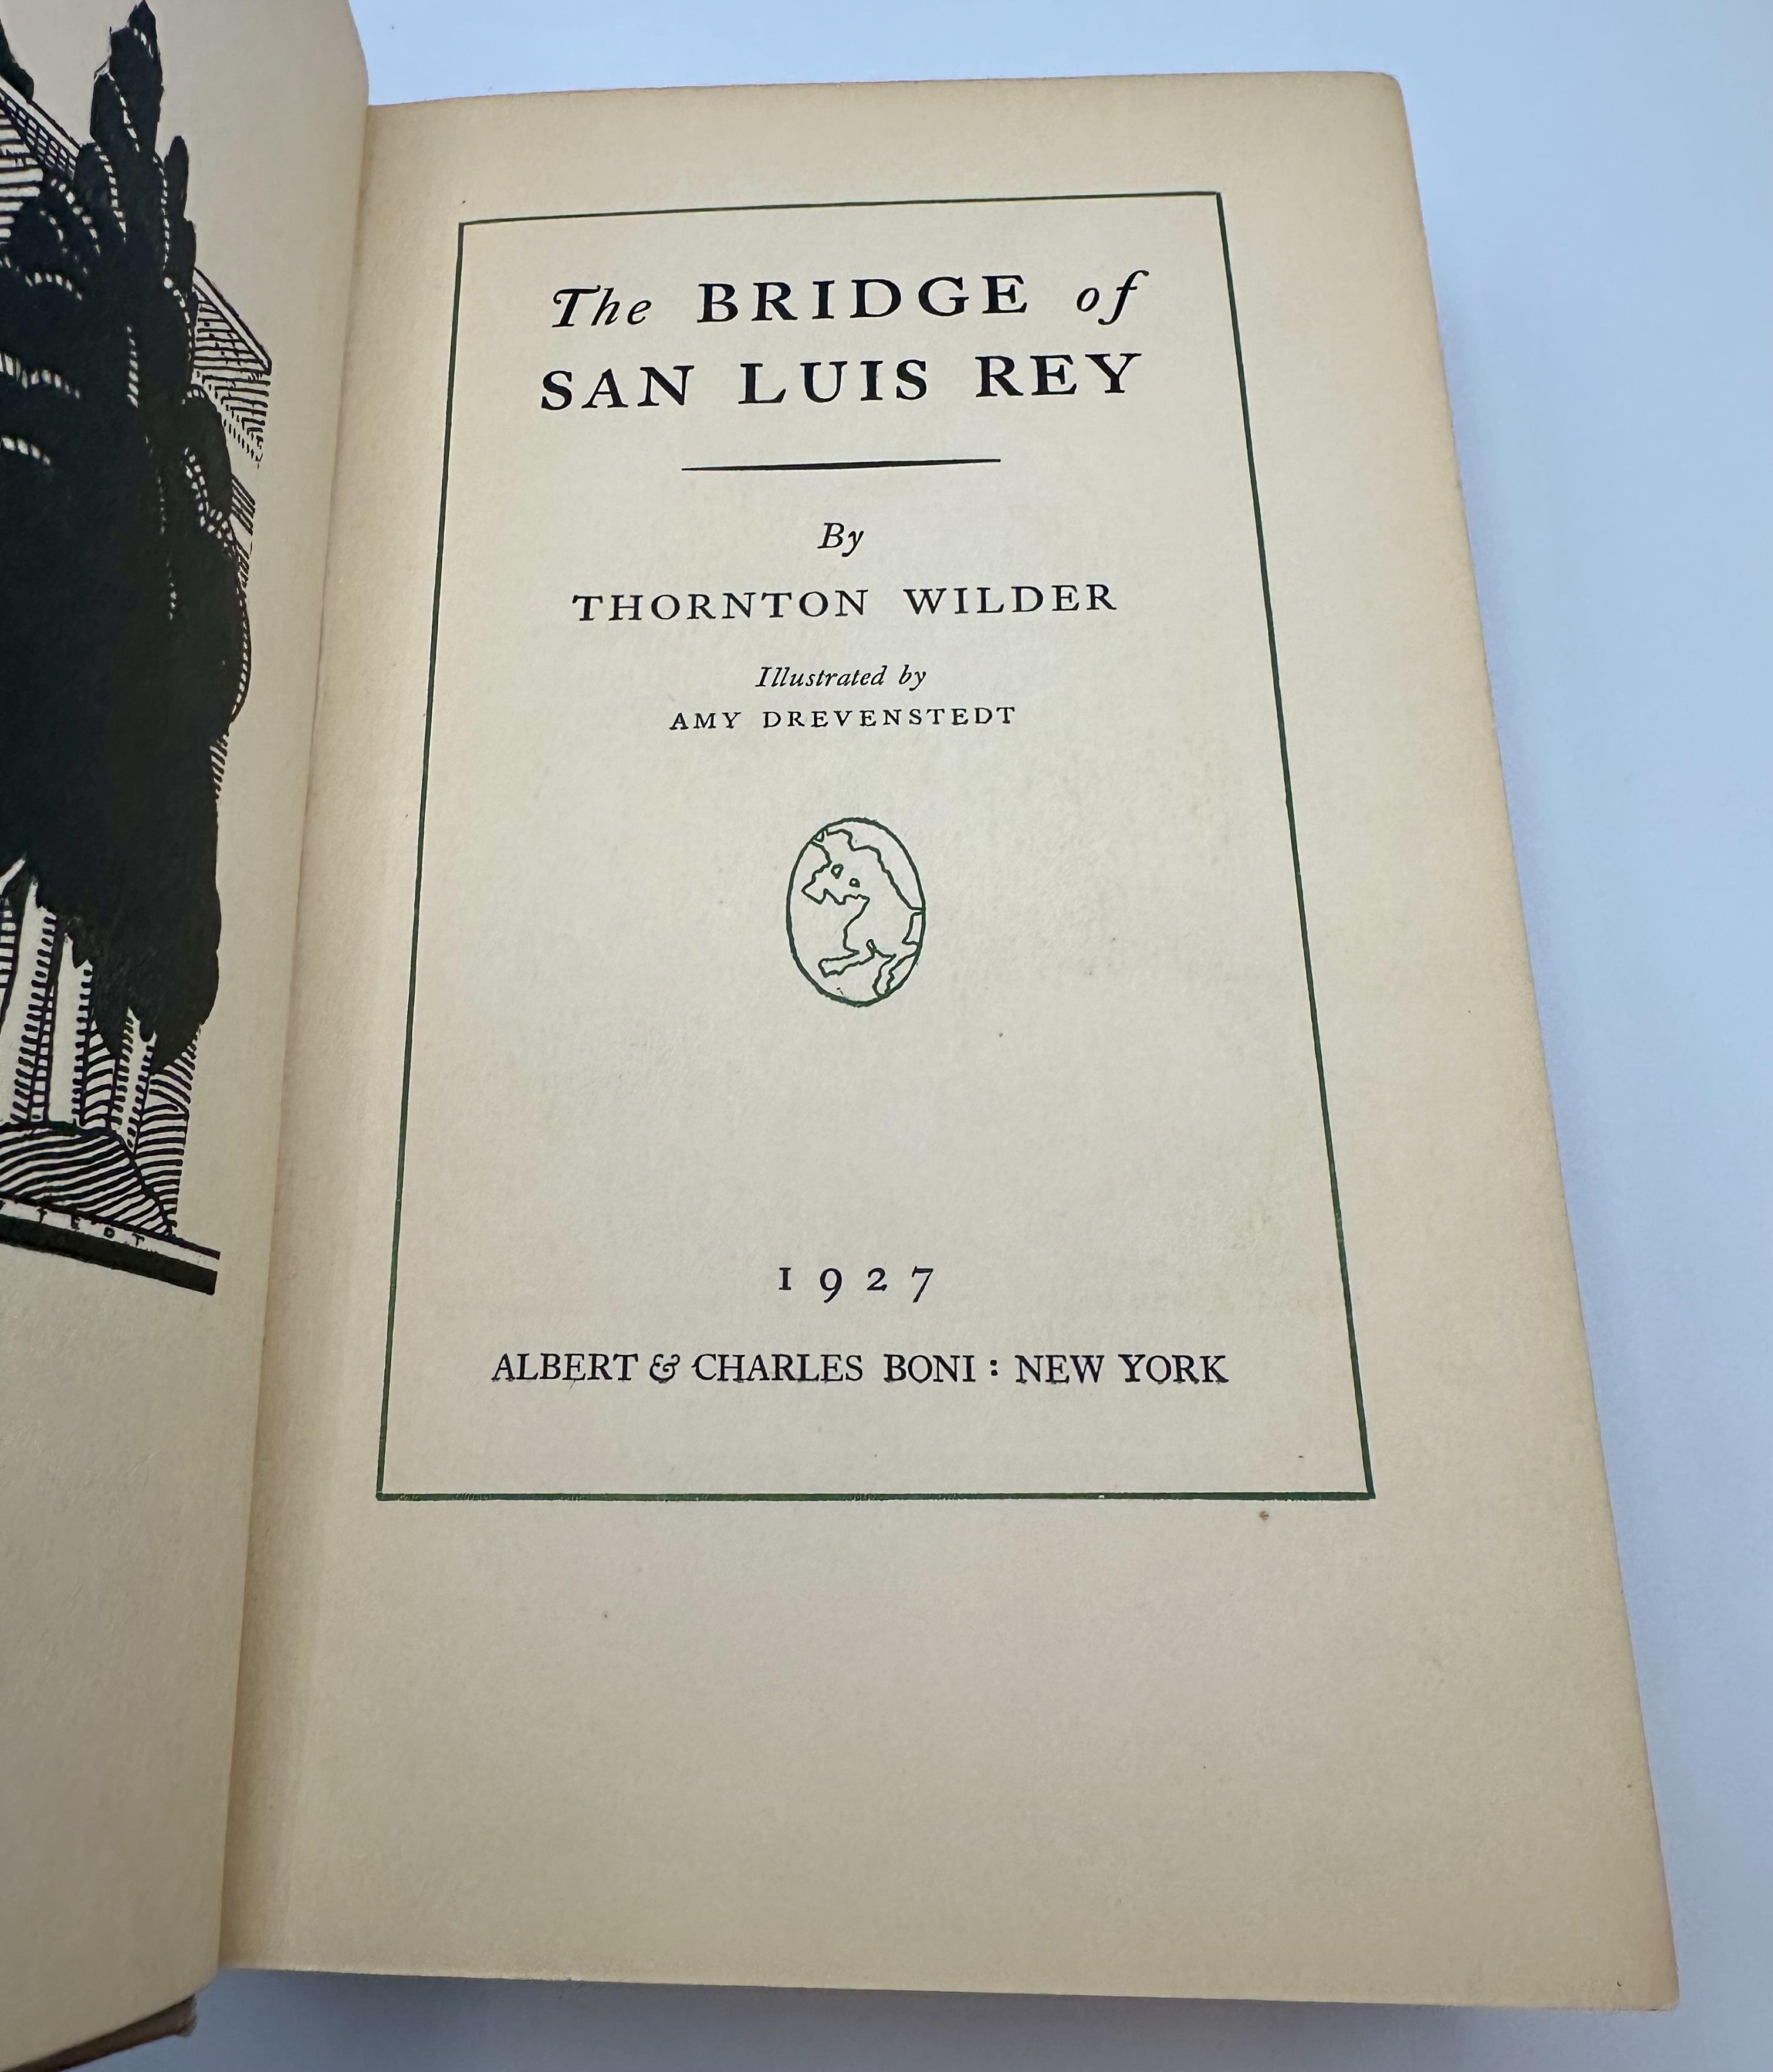 The BRIDGE of
SAN LUIS REY
By
THORNTON WILDER
Illustrated by
AMY DREVENSTEDT
1927
ALBERT & CHARLES BONI : NEW YORK